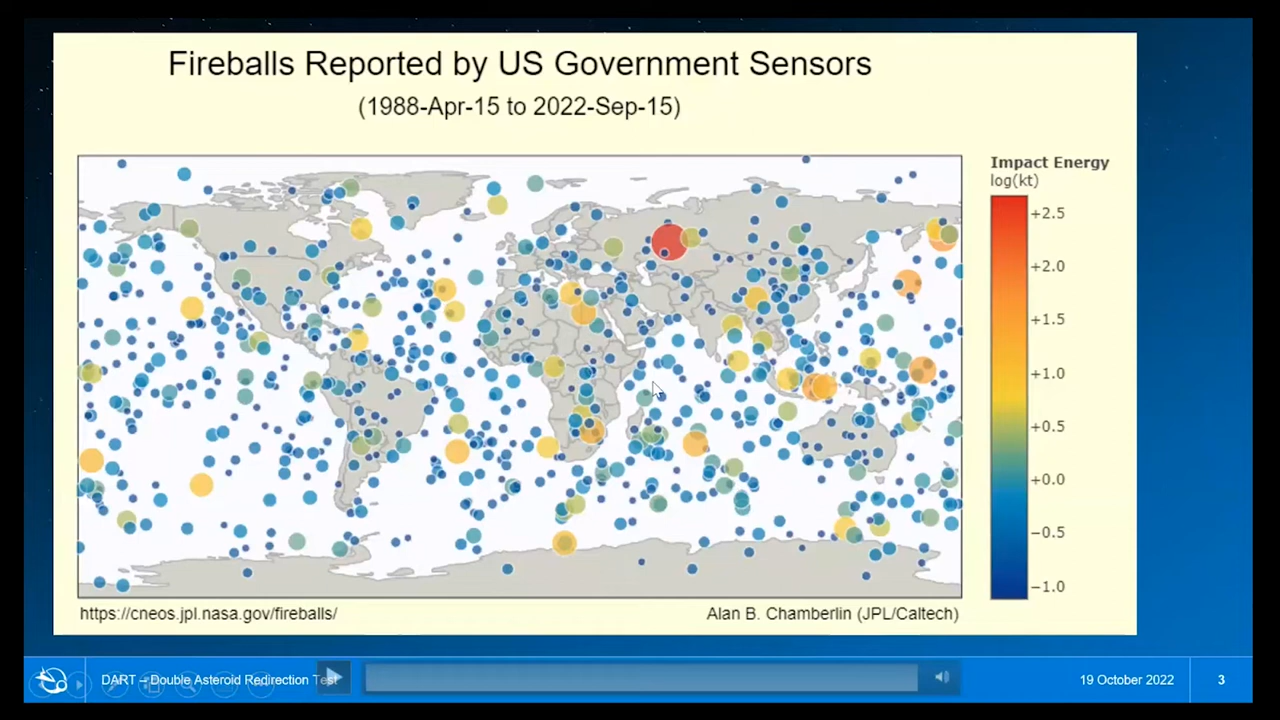 Fireballs Reported by US Government Sensors
(1988-Apr-15 to 2022-Sep-15)
Impact Energy
log(kt)
+2.5
+2.0
+1.5
+1.0
+0.5
+0.0
−0.5
−1.0
https://cneos.jpl.nasa.gov/fireballs/
Alan B. Chamberlin (JPL/Caltech)
DART – Double Asteroid Redirection Test
19 October 2022
3